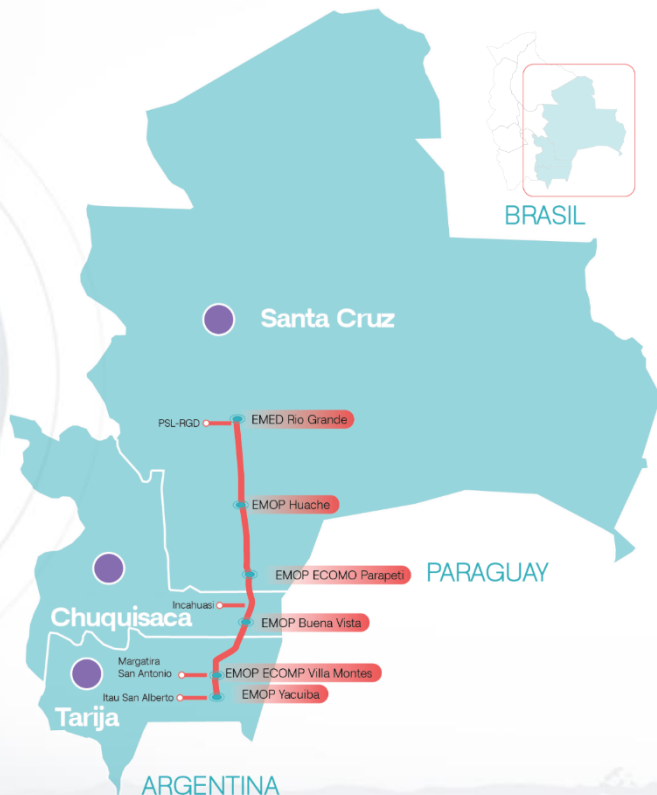 BRASIL
Santa Cruz
PSL-RGD
EMED Rio Grande
EMOP Huache
EMOP ECOMO Parapeti
PARAGUAY
Incahuasi
Chuquisaca
EMOP Buena Vista
Margatira
San Antonio
EMOP ECOMP Villa Montes
Itau San Alberto
EMOP Yacuiba
Tarija
ARGENTINA